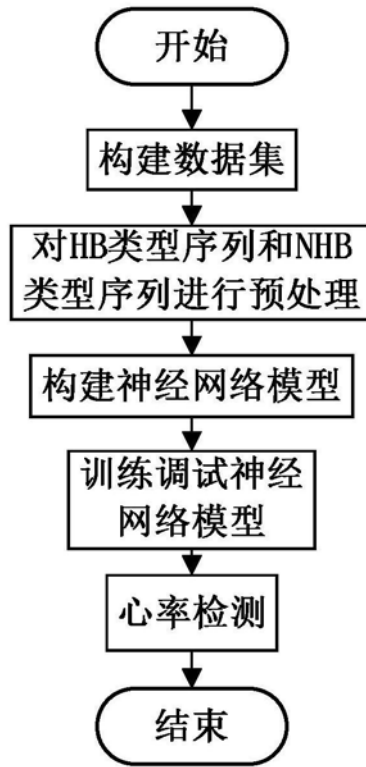 开始
构建数据集
对HB类型序列和NHB
类型序列进行预处理
构建神经网络模型
训练调试神经
网络模型
心率检测
结束